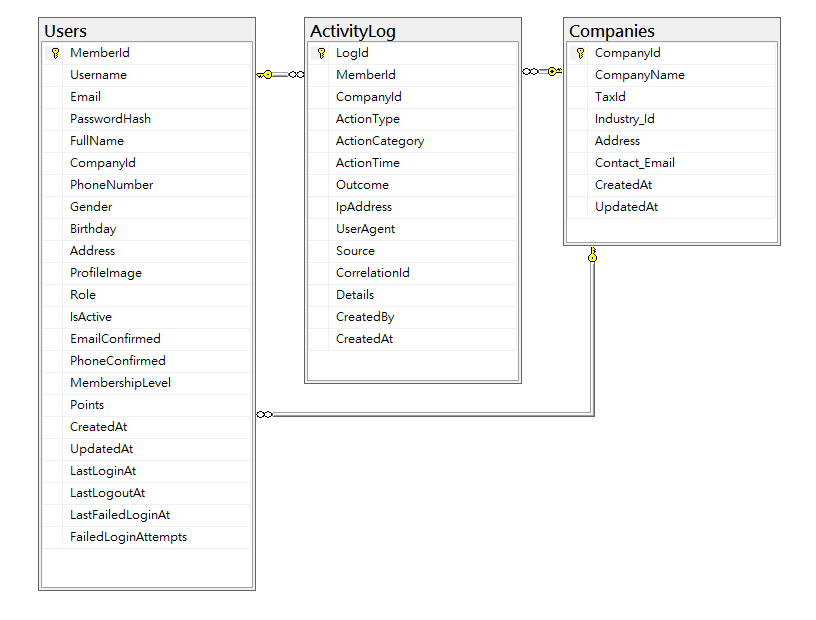 Users
MemberId
Username
Email
PasswordHash
FullName
CompanyId
PhoneNumber
Gender
Birthday
Address
ProfileImage
Role
IsActive
EmailConfirmed
PhoneConfirmed
MembershipLevel
Points
CreatedAt
UpdatedAt
LastLoginAt
LastLogoutAt
LastFailedLoginAt
FailedLoginAttempts
ActivityLog
LogId
MemberId
CompanyId
ActionType
ActionCategory
ActionTime
Outcome
IpAddress
UserAgent
Source
CorrelationId
Details
CreatedBy
CreatedAt
Companies
CompanyId
CompanyName
TaxId
Industry_Id
Address
Contact_Email
CreatedAt
UpdatedAt